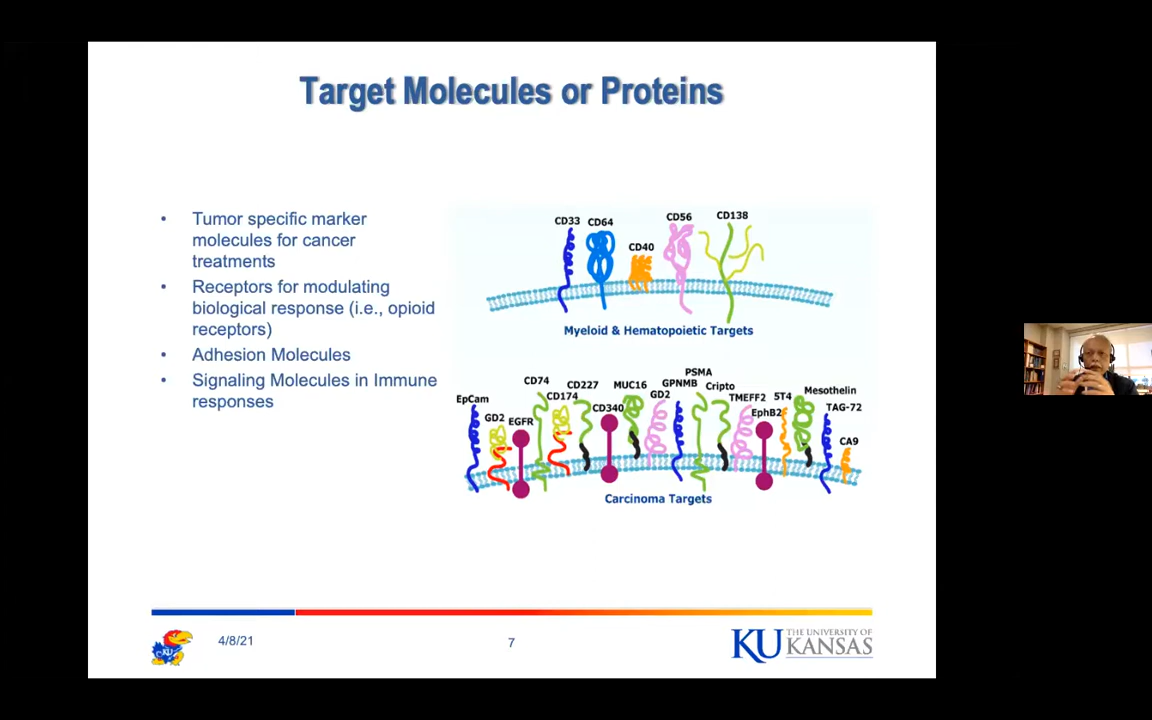 Target Molecules or Proteins
• Tumor specific marker
molecules for cancer
treatments
• Receptors for modulating
biological response (i.e., opioid
receptors)
• Adhesion Molecules
• Signaling Molecules in Immune
responses
CD33 CD64 CD56 CD138
CD40
Myeloid & Hematopoietic Targets
PSMA
CD74 CD227 MUC16 GPNMB Cripto Mesothelin
EpCam CD174 GD2 TMEFF2 5T4
GD2 EGFR CD340 EphB2 TAG-72
CA9
Carcinoma Targets
KU
4/8/21
7
KU THE UNIVERSITY OF
KANSAS